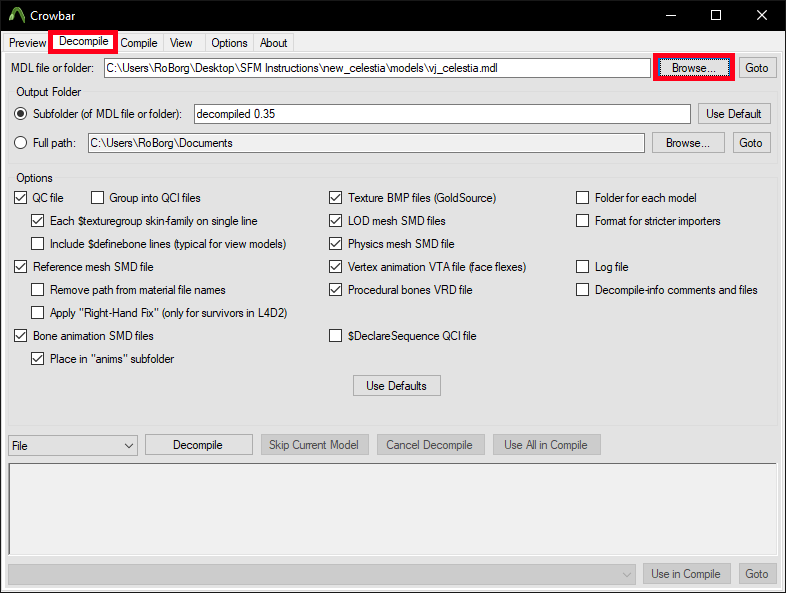 Crowbar
Preview Decompile Compile View Options About
MDL file or folder: C:\Users\RoBorg\Desktop\SFM Instructions\new_celestia\models\vj_celestia.mdl Browse... Goto
Output Folder
Subfolder (of MDL file or folder): decompiled 0.35 Use Default
Full path: C:\Users\RoBorg\Documents Browse... Goto
Options
QC file Group into QCI files Texture BMP files (GoldSource) Folder for each model
Each $texturegroup skin-family on single line LOD mesh SMD files Format for stricter importers
Include $definebone lines (typical for view models) Physics mesh SMD file
Reference mesh SMD file Vertex animation VTA file (face flexes) Log file
Remove path from material file names Procedural bones VRD file Decompile-info comments and files
Apply "Right-Hand Fix" (only for survivors in L4D2)
Bone animation SMD files $DeclareSequence QCI file
Place in "anims" subfolder
Use Defaults
File Decompile Skip Current Model Cancel Decompile Use All in Compile
Use in Compile Goto